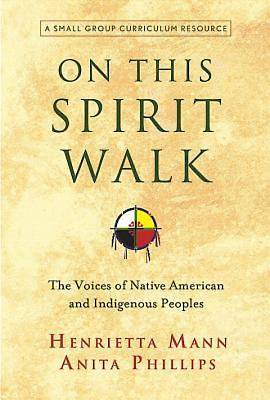 A SMALL GROUP CURRICULUM RESOURCE
ON THIS
SPIRIT
WALK
The Voices of Native American
and Indigenous Peoples
HENRIETTA MANN
ANITA PHILLIPS